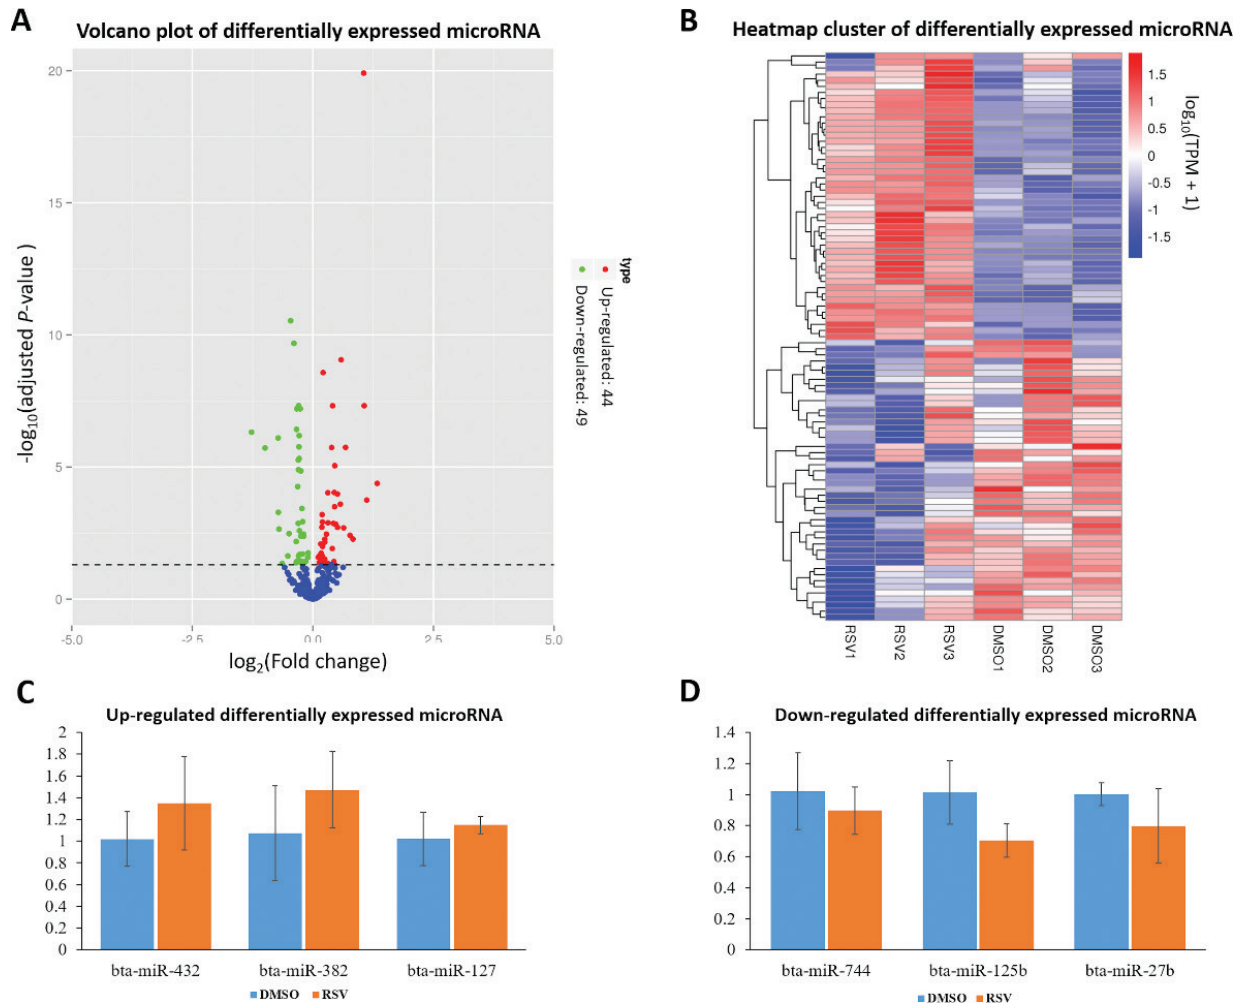 A
Volcano plot of differentially expressed microRNA
20
15
10
5
0
-5.0
-2.5
0.0
2.5
5.0
-log10(adjusted P-value )
log2(Fold change)
type
Up-regulated: 44
Down-regulated: 49
B
Heatmap cluster of differentially expressed microRNA
1.5
1
0.5
0
-0.5
-1
-1.5
log10(TPM + 1)
RSV1
RSV2
RSV3
DMSO1
DMSO2
DMSO3
C
Up-regulated differentially expressed microRNA
2
1.8
1.6
1.4
1.2
1
0.8
0.6
0.4
0.2
0
bta-miR-432
bta-miR-382
bta-miR-127
DMSO RSV
D
Down-regulated differentially expressed microRNA
1.4
1.2
1
0.8
0.6
0.4
0.2
0
bta-miR-744
bta-miR-125b
bta-miR-27b
DMSO RSV